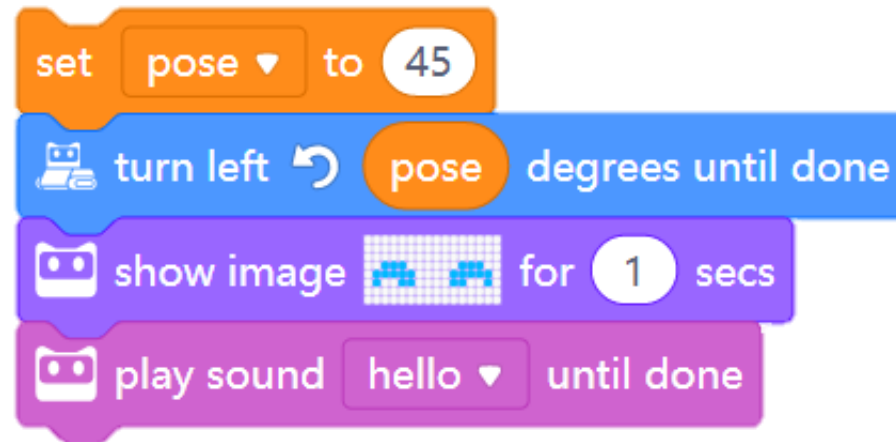 set pose to 45
turn left pose degrees until done
show image for 1 secs
play sound hello until done